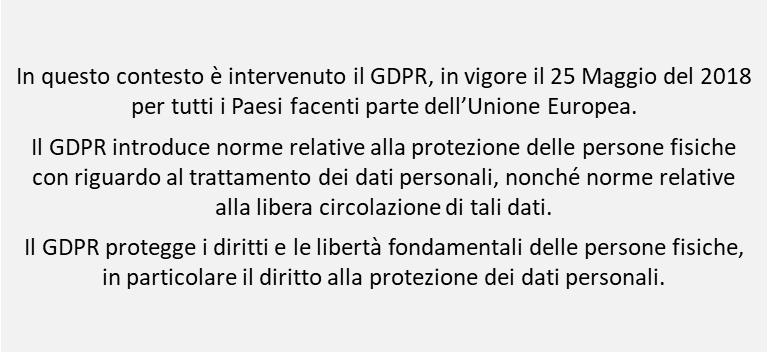 In questo contesto è intervenuto il GDPR, in vigore il 25 Maggio del 2018
per tutti i Paesi facenti parte dell’Unione Europea.
Il GDPR introduce norme relative alla protezione delle persone fisiche
con riguardo al trattamento dei dati personali, nonché norme relative
alla libera circolazione di tali dati.
Il GDPR protegge i diritti e le libertà fondamentali delle persone fisiche,
in particolare il diritto alla protezione dei dati personali.